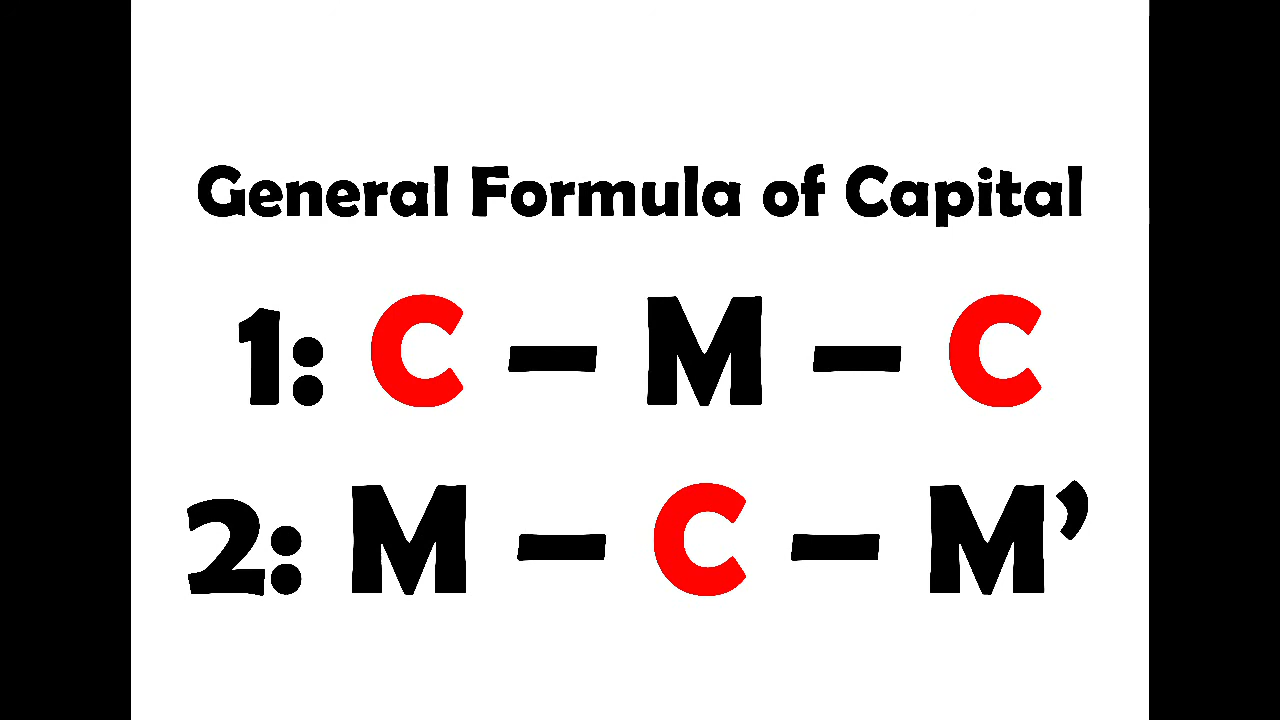 General Formula of Capital
1: C – M – C
2: M – C – M’